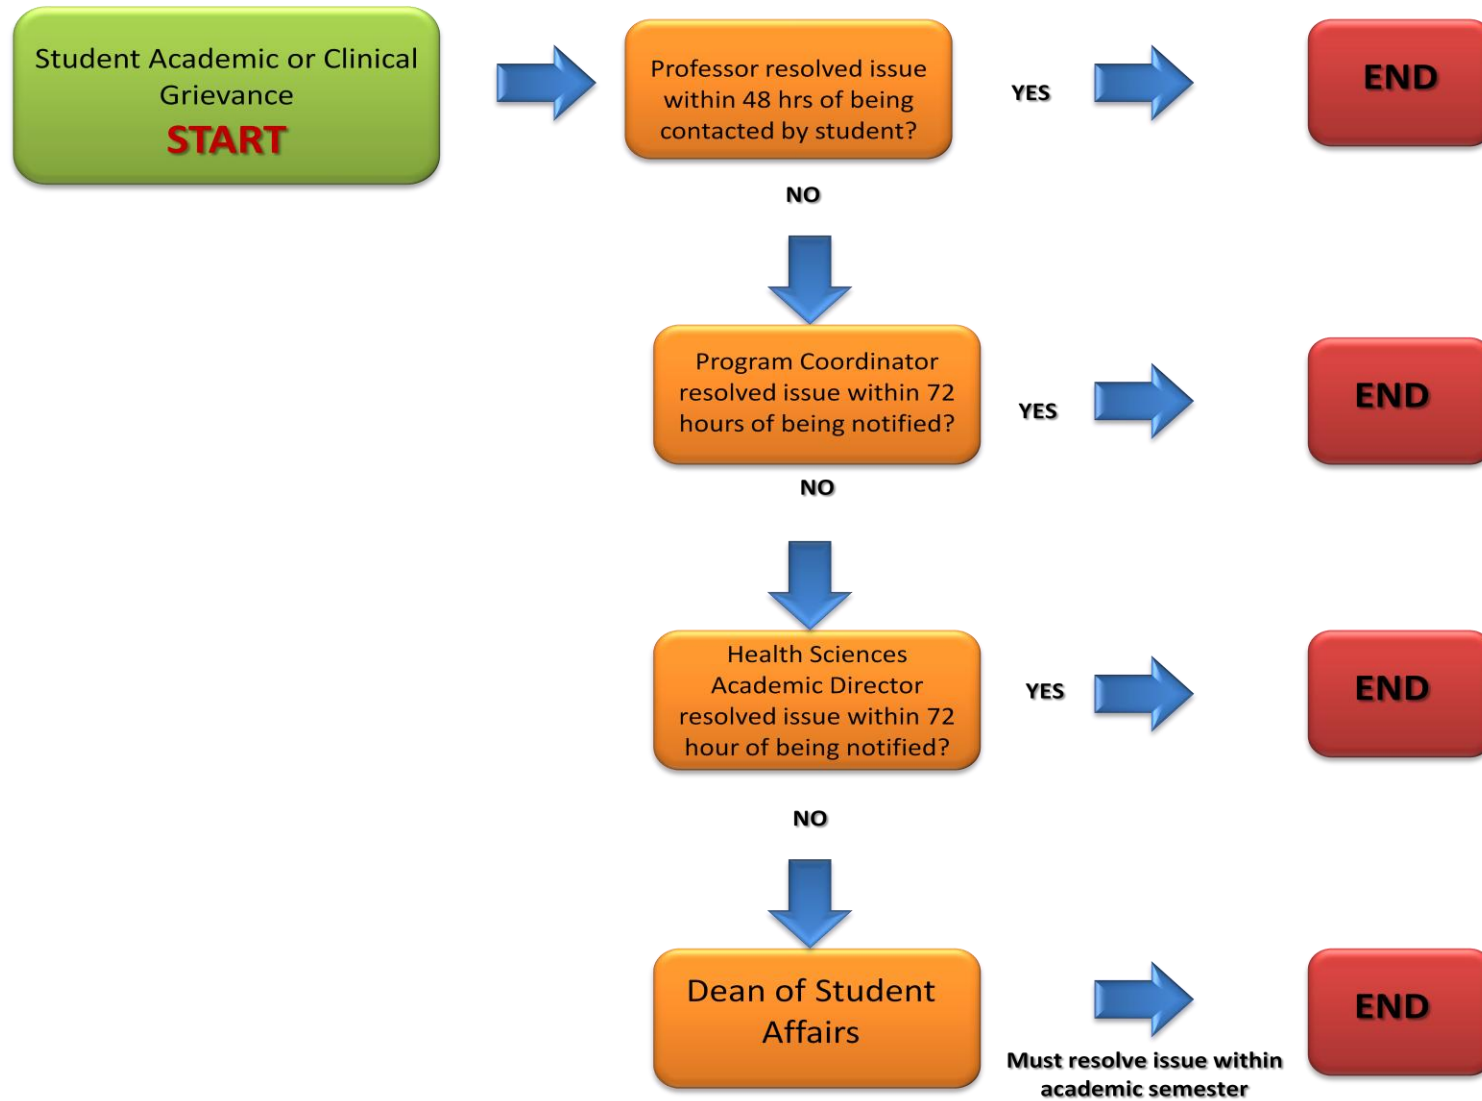 Student Academic or Clinical
Grievance
START
Professor resolved issue
within 48 hrs of being
contacted by student?
YES
END
NO
Program Coordinator
resolved issue within 72
hours of being notified?
YES
END
NO
Health Sciences
Academic Director
resolved issue within 72
hour of being notified?
YES
END
NO
Dean of Student
Affairs
Must resolve issue within
academic semester
END